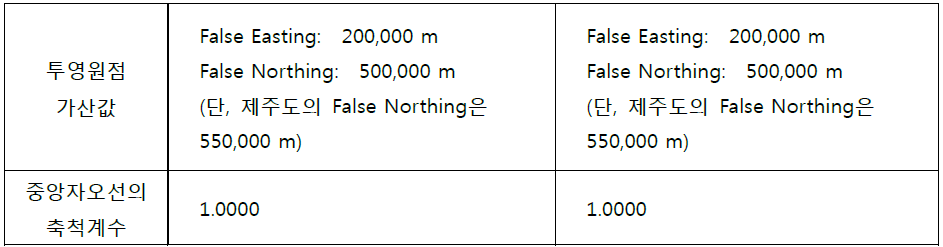 투영원점
가산값
False Easting: 200,000 m
False Northing: 500,000 m
(단, 제주도의 False Northing은
550,000 m)
False Easting: 200,000 m
False Northing: 500,000 m
(단, 제주도의 False Northing은
550,000 m)
중앙자오선의
축척계수
1.0000
1.0000